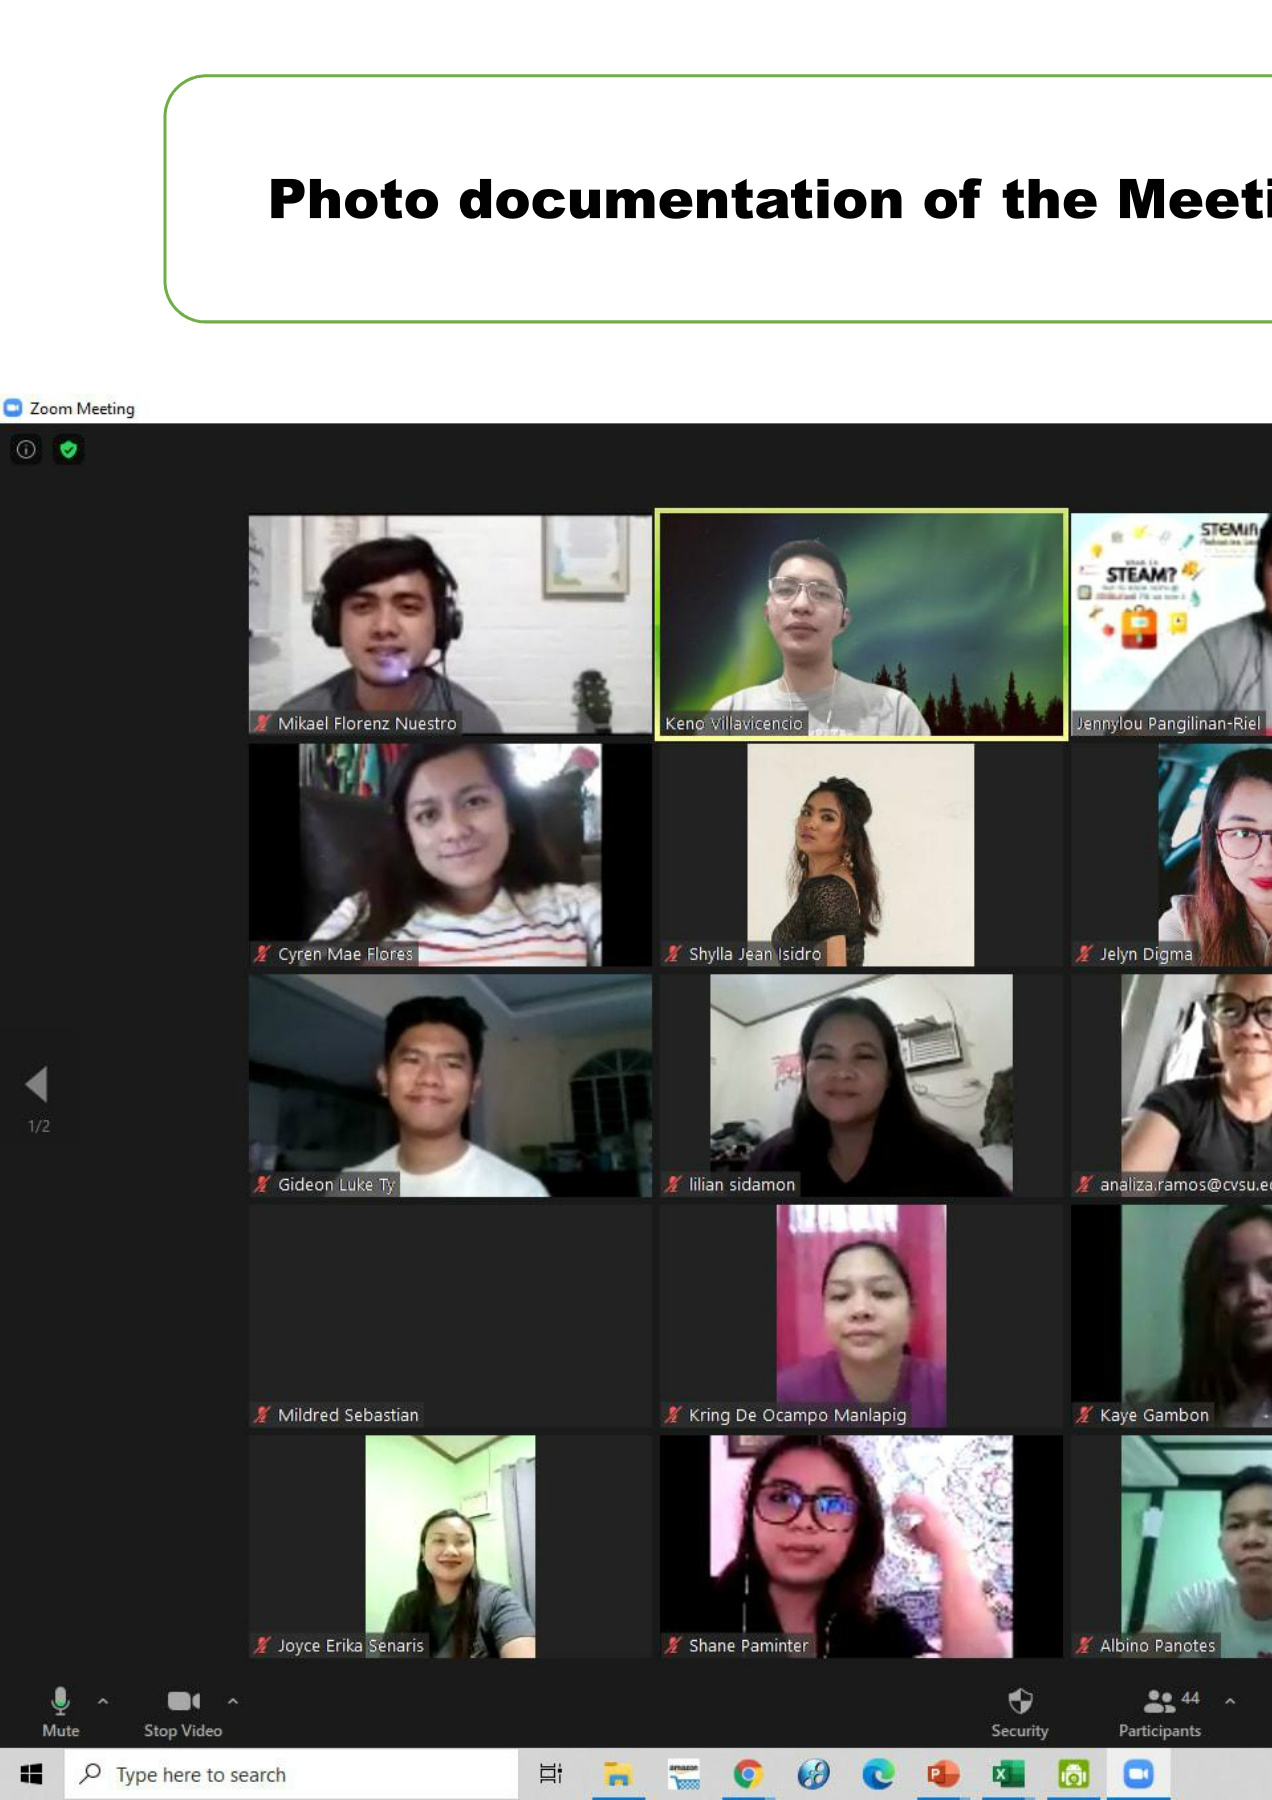 Photo documentation of the Meeti
Zoom Meeting
STEMifi
STEAM?
Mikael Florenz Nuestro
Keno Villavicencio
Jennylou Pangilinan-Riel
Cyren Mae Flores
Shylla Jean Isidro
Jelyn Digma
Gideon Luke Ty
lilian sidamon
analiza.ramos@cvsu.e
1/2
Mildred Sebastian
Kring De Ocampo Manlapig
Kaye Gambon
Joyce Erika Senaris
Shane Paminter
Albino Panotes
44
Mute
Stop Video
Security
Participants
Type here to search
amazon